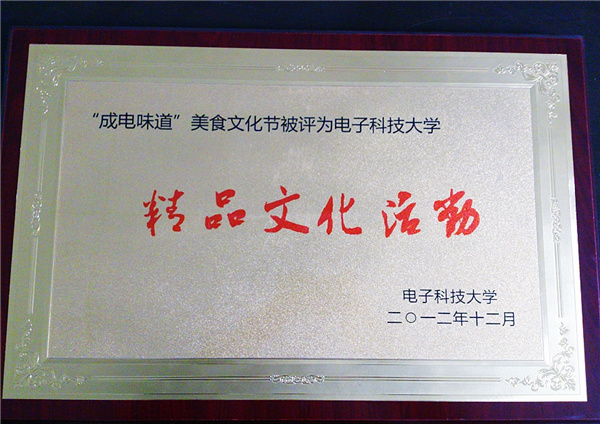 “成电味道”美食文化节被评为电子科技大学
精品文化活动
电子科技大学
二〇一二年十二月